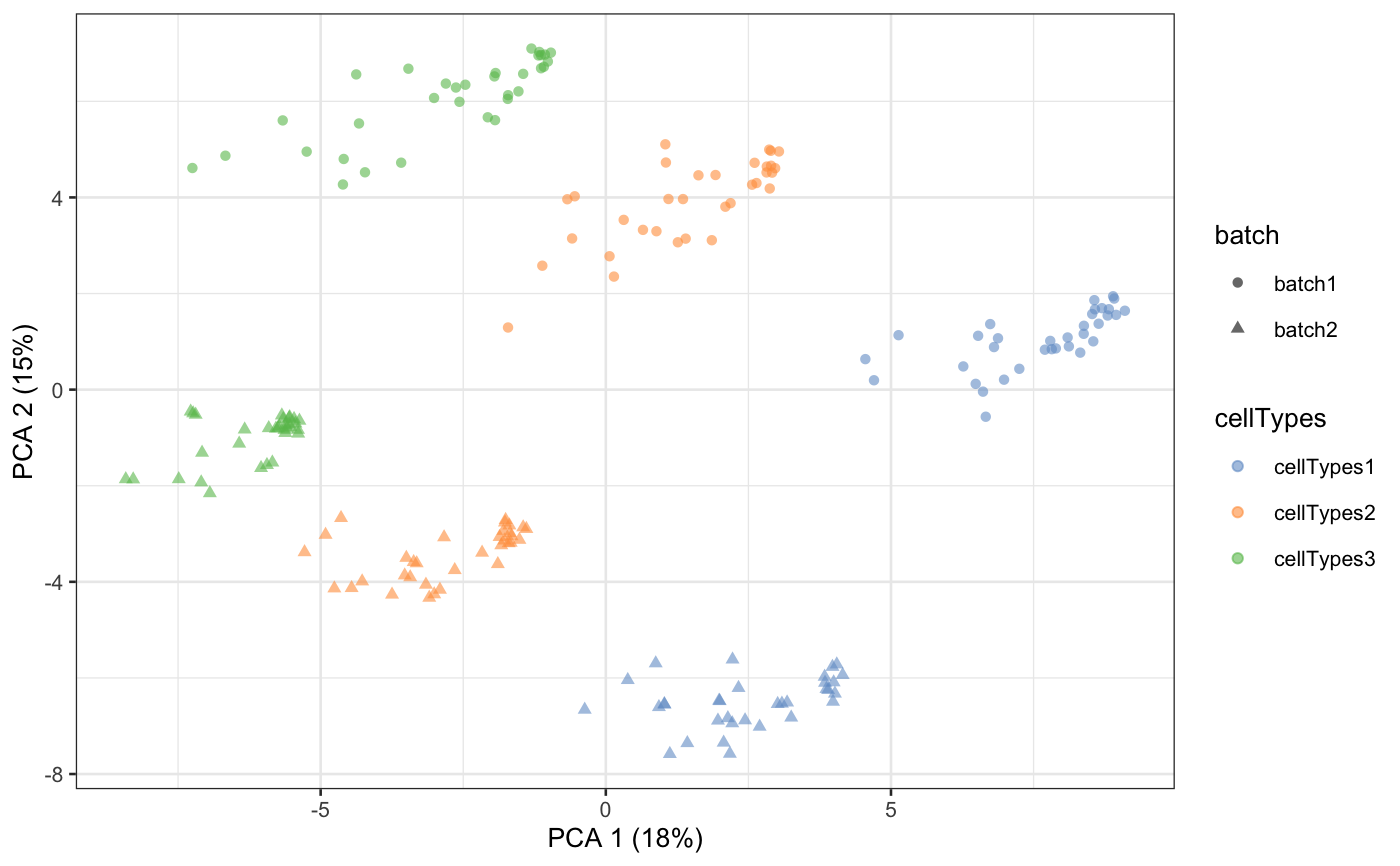 PCA 2 (15%)
4
0
-4
-8
-5
0
5
PCA 1 (18%)
batch
batch1
batch2
cellTypes
cellTypes1
cellTypes2
cellTypes3